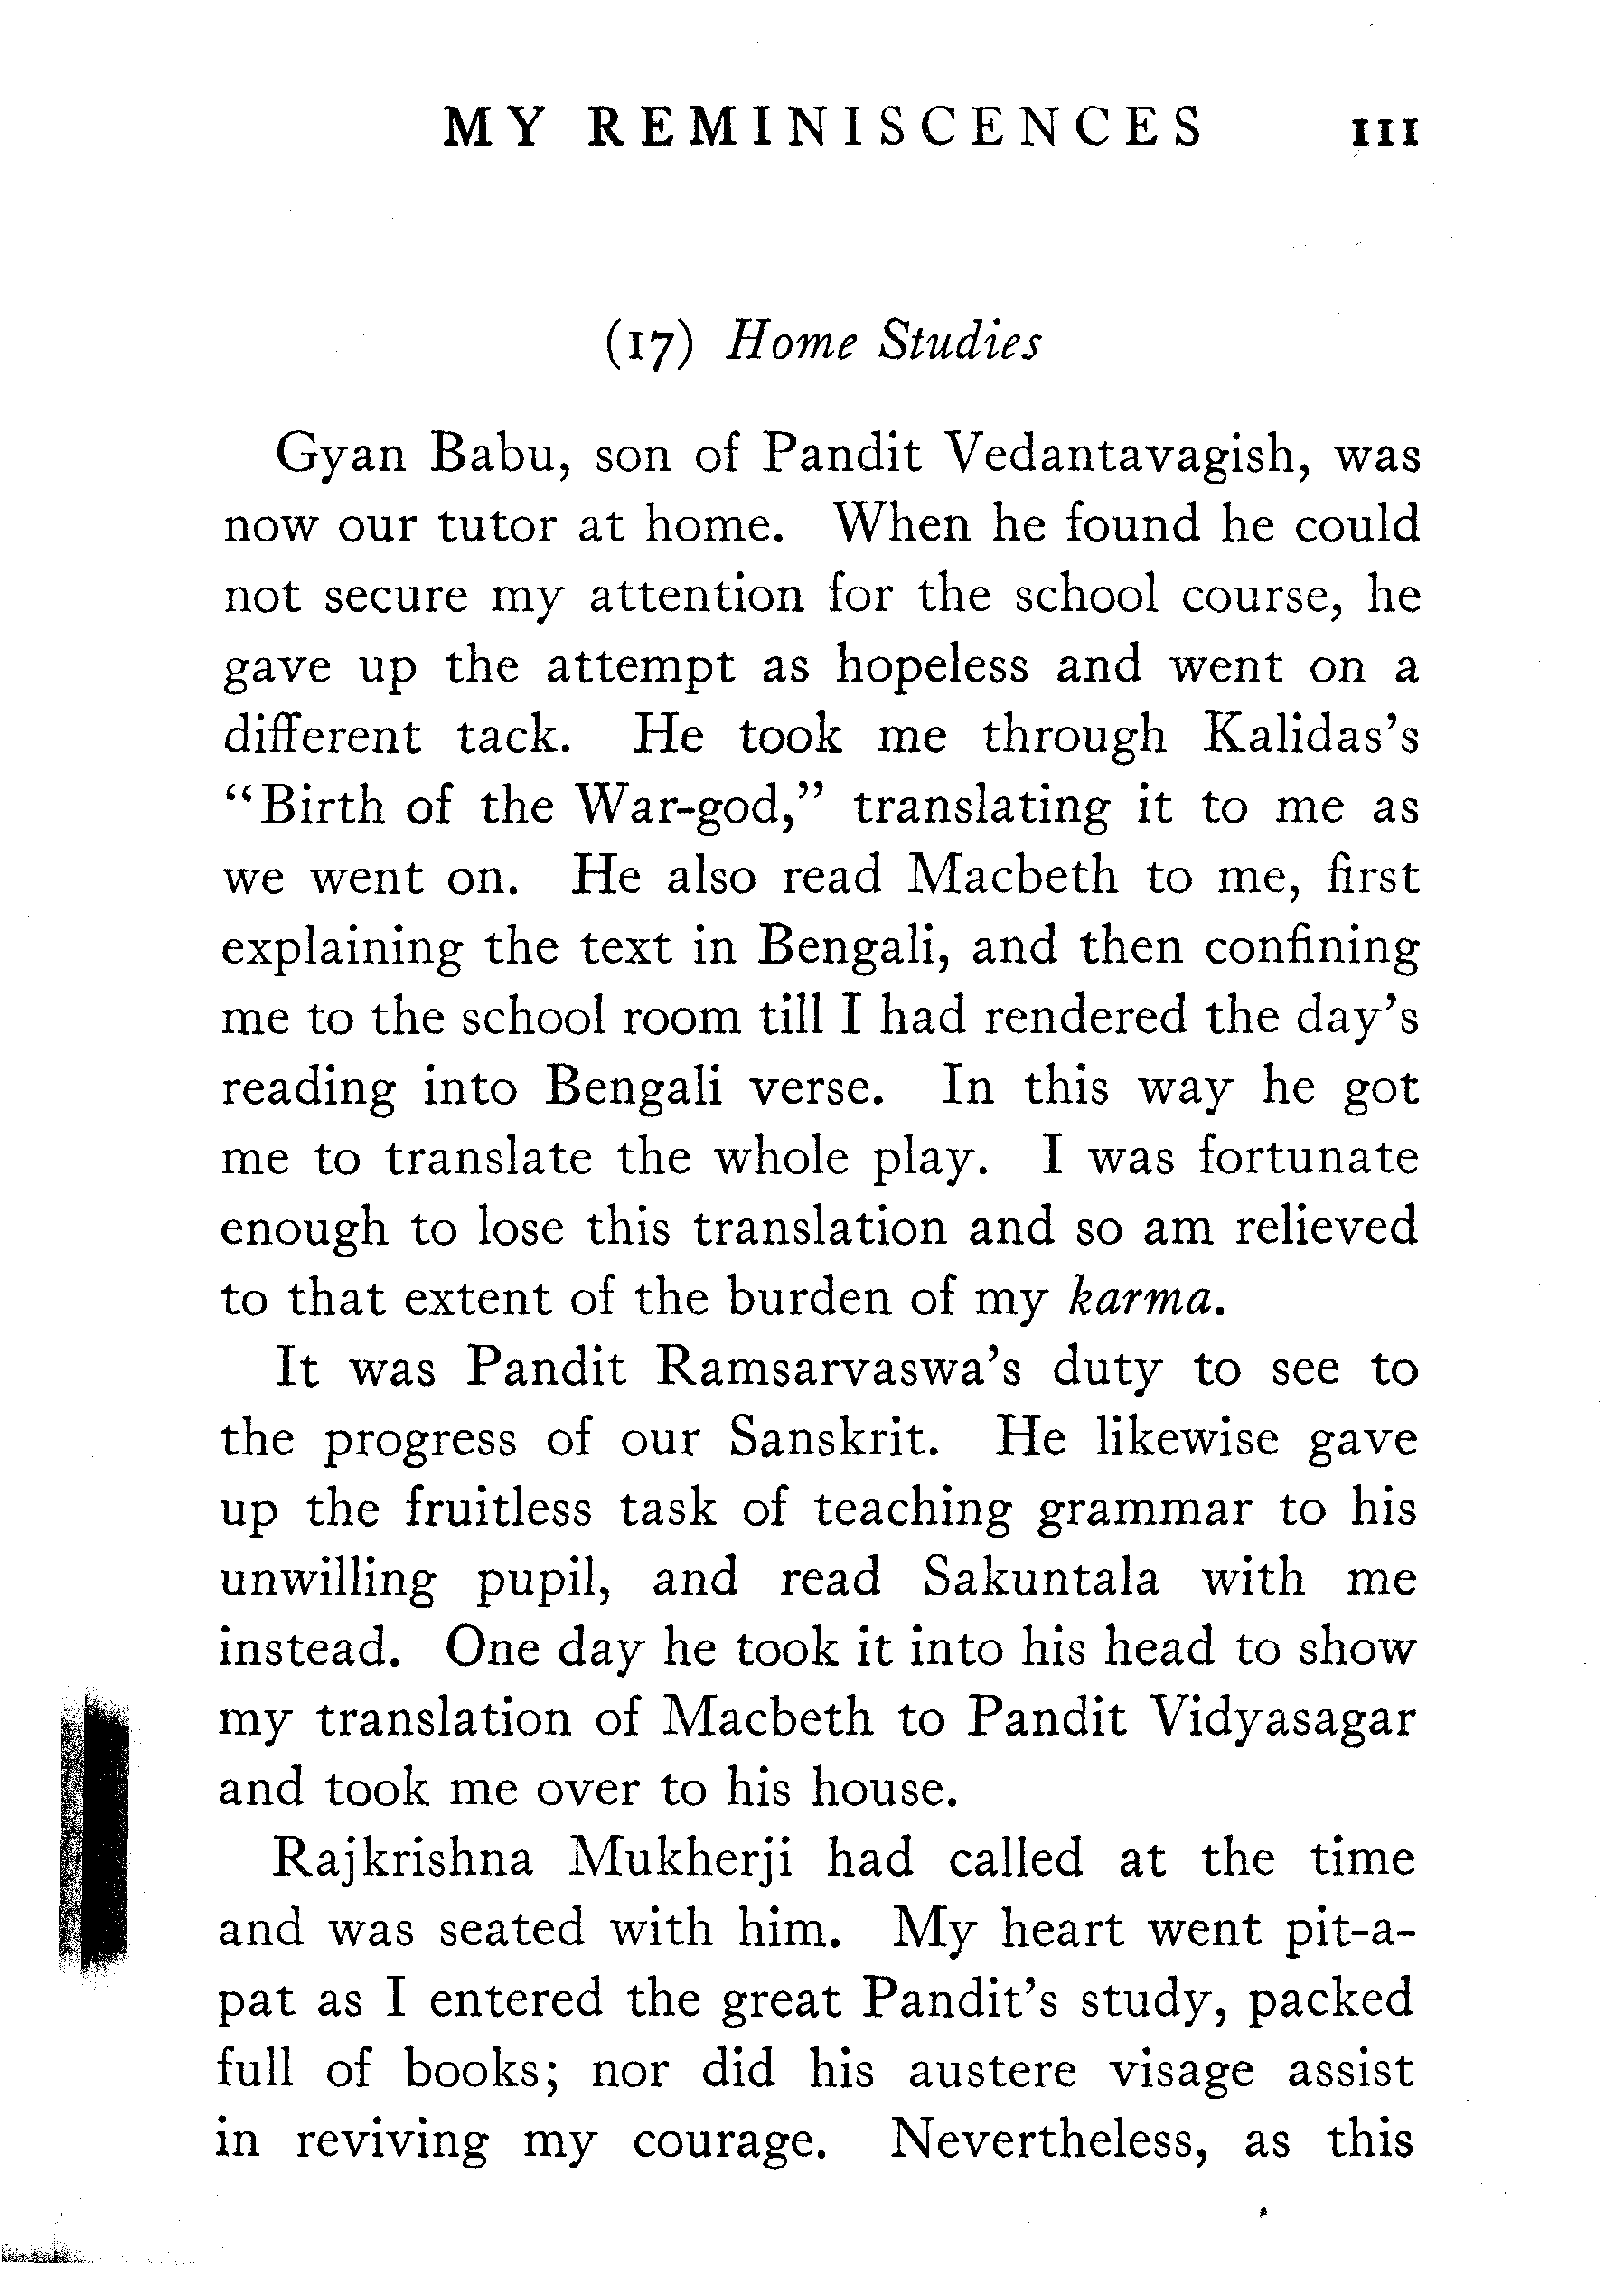 MY REMINISCENCES 111
(17) Home Studies
Gyan Babu, son of Pandit Vedantavagish, was
now our tutor at home. When he found he could
not secure my attention for the school course, he
gave up the attempt as hopeless and went on a
different tack. He took me through Kalidas's
“Birth of the War-god,” translating it to me as
we went on. He also read Macbeth to me, first
explaining the text in Bengali, and then confining
me to the school room till I had rendered the day's
reading into Bengali verse. In this way he got
me to translate the whole play. I was fortunate
enough to lose this translation and so am relieved
to that extent of the burden of my karma.
It was Pandit Ramsarvaswa's duty to see to
the progress of our Sanskrit. He likewise gave
up the fruitless task of teaching grammar to his
unwilling pupil, and read Sakuntala with me
instead. One day he took it into his head to show
my translation of Macbeth to Pandit Vidyasagar
and took me over to his house.
Rajkrishna Mukherji had called at the time
and was seated with him. My heart went pit-a-
pat as I entered the great Pandit's study, packed
full of books; nor did his austere visage assist
in reviving my courage. Nevertheless, as this